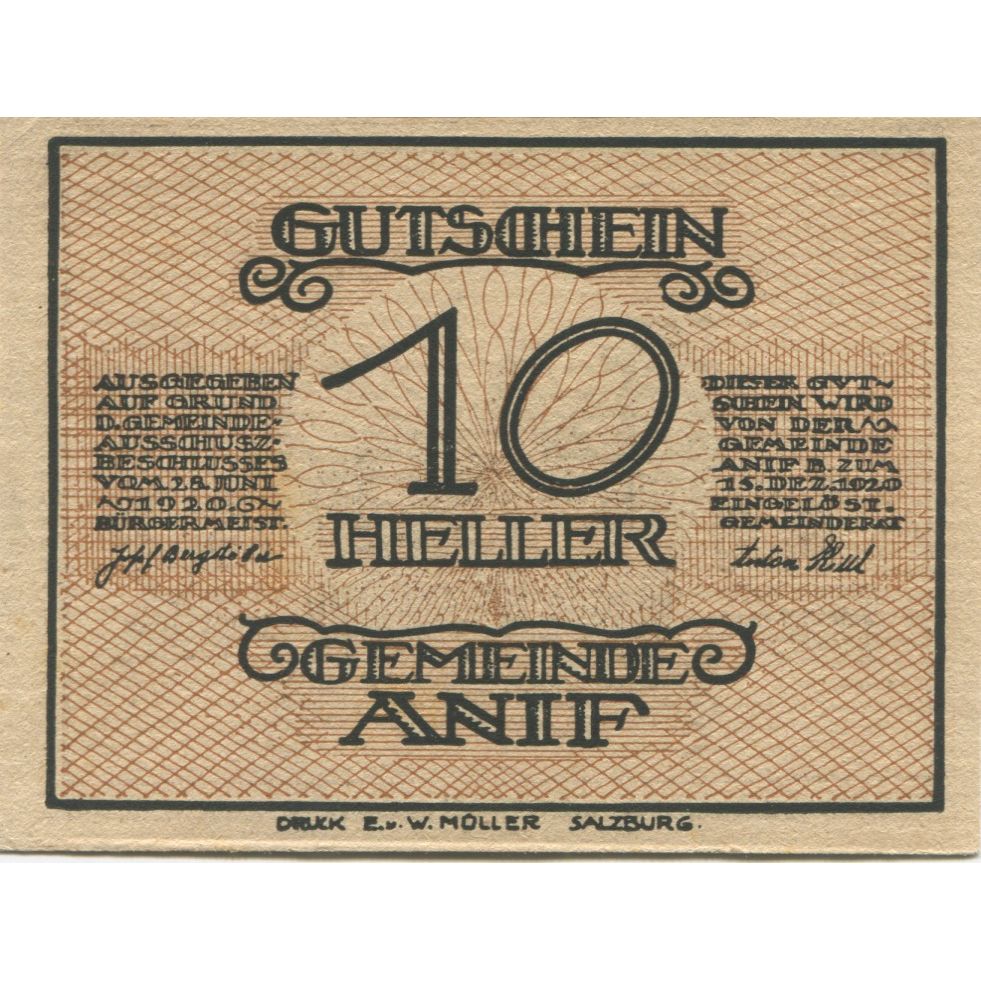 GUTSCHEIN
10
HELLER
AUSGEGEBEN
AUF GRUND
D. GEMEINDE-
AUSSCHUSZ-
BESCHLUSSES
VOM 28. JUNI
~1920.~
BÜRGERMEIST.
DIESER GUT~
SCHEIN WIRD
VON DER~
GEMEINDE
ANIF B. ZUM
15. DEZ. 1920
EINGELÖST.
GEMEINDERAT
Anton
GEMEINDE
ANIF
DRUCK E. u. W. MÜLLER SALZBURG.